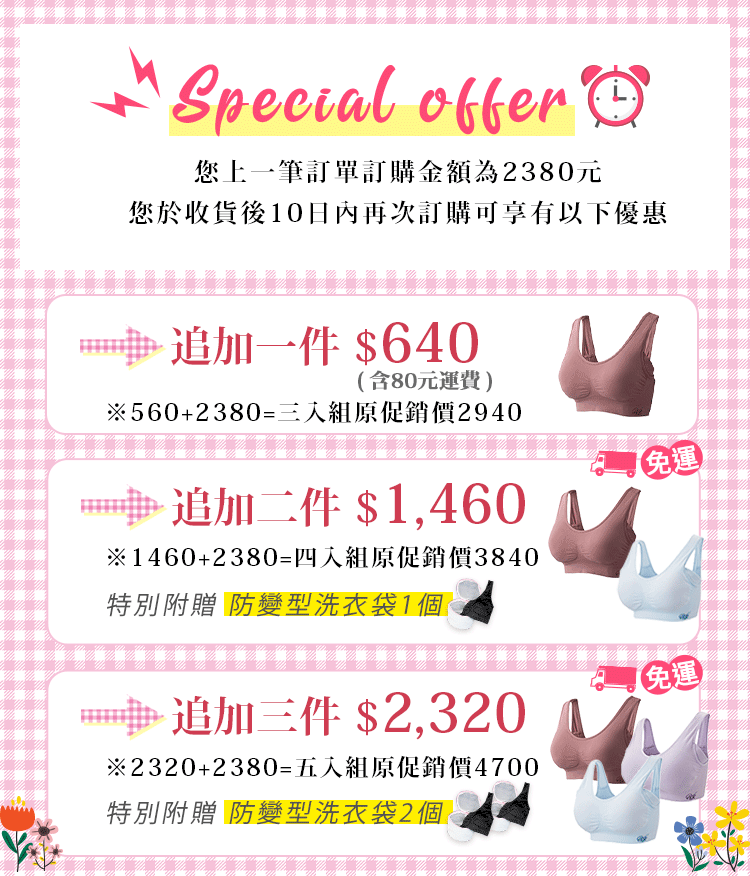 Special offer
您上一筆訂單訂購金額為2380元
您於收貨後10日內再次訂購可享有以下優惠
追加一件 $640
(含80元運費)
※560+2380=三入組原促銷價2940
免運
追加二件 $1,460
※1460+2380=四入組原促銷價3840
特別附贈 防變型洗衣袋1個
免運
追加三件 $2,320
※2320+2380=五入組原促銷價4700
特別附贈 防變型洗衣袋2個